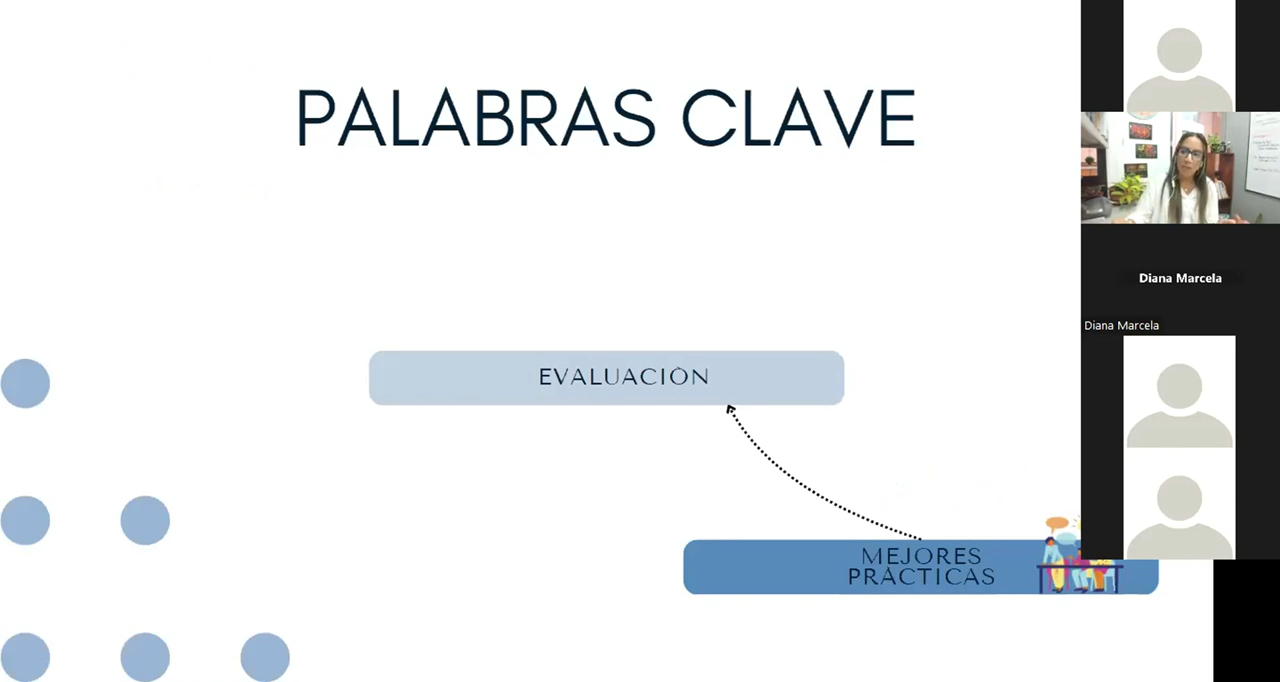 PALABRAS CLAVE
EVALUACIÓN
MEJORES
PRÁCTICAS
Diana Marcela
Diana Marcela